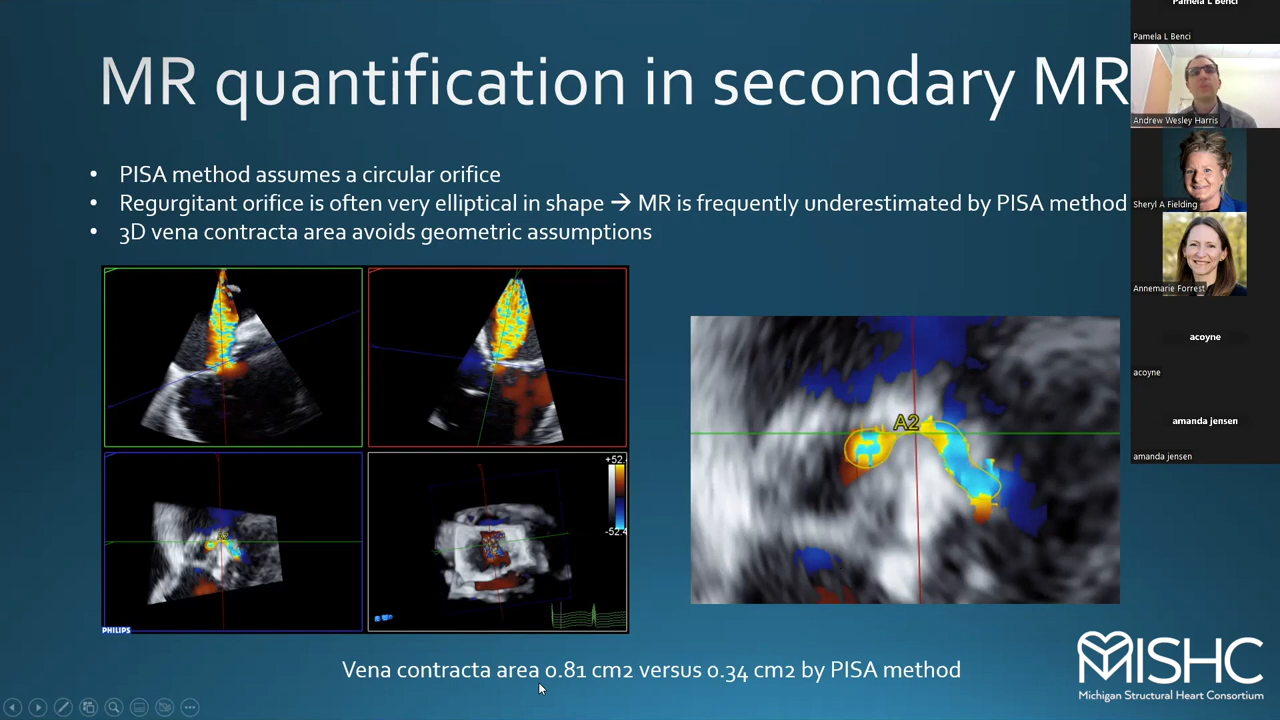 MR quantification in secondary MR
• PISA method assumes a circular orifice
• Regurgitant orifice is often very elliptical in shape → MR is frequently underestimated by PISA method
• 3D vena contracta area avoids geometric assumptions
+52.
-52.4
A2
PHILIPS
Vena contracta area 0.81 cm2 versus 0.34 cm2 by PISA method
MISHC
Michigan Structural Heart Consortium
Pamela L Benci
Pamela L Benci
Andrew Wesley Harris
Sheryl A Fielding
Annemarie Forrest
acoyne
acoyne
amanda jensen
amanda jensen